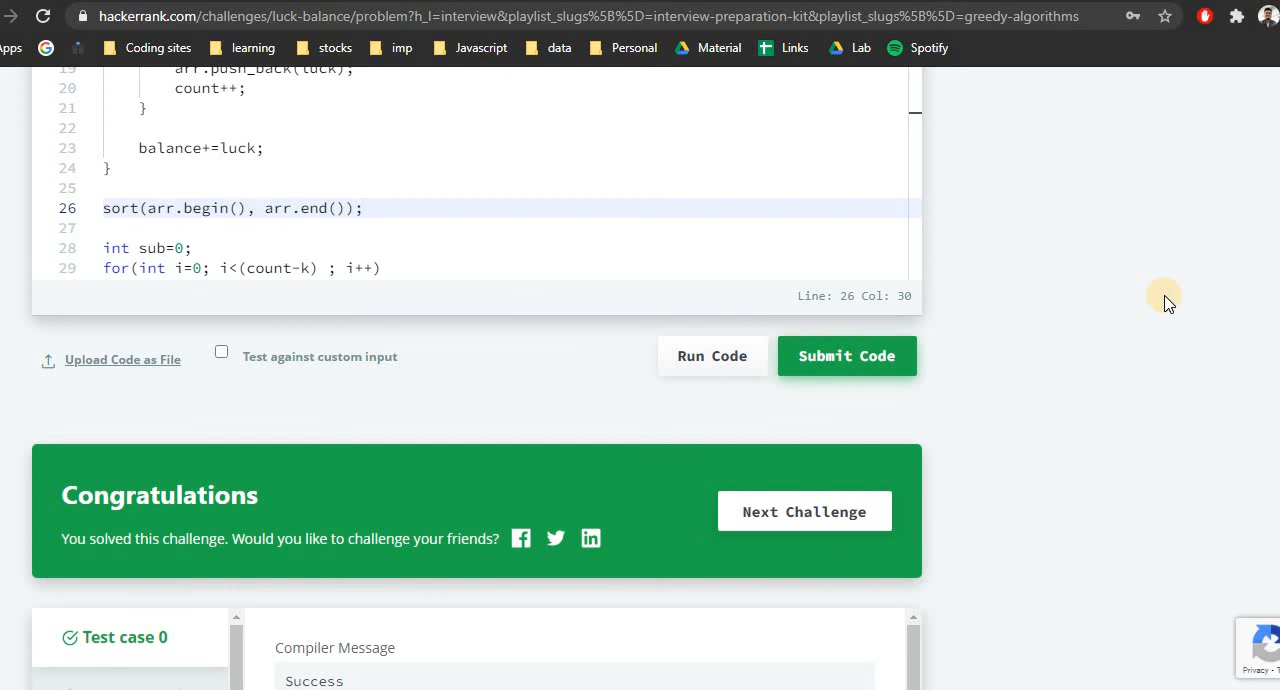 hackerrank.com/challenges/luck-balance/problem?h_l=interview&playlist_slugs%5B%5D=interview-preparation-kit&playlist_slugs%5B%5D=greedy-algorithms
pps Coding sites learning stocks imp Javascript data Personal Material Links Lab Spotify
19 arr.push_back(luck);
20 count++;
21 }
22
23 balance+=luck;
24 }
25
26 sort(arr.begin(), arr.end());
27
28 int sub=0;
29 for(int i=0; i<(count-k) ; i++)
Line: 26 Col: 30
Upload Code as File Test against custom input Run Code Submit Code
Congratulations
You solved this challenge. Would you like to challenge your friends?
Next Challenge
Test case 0
Compiler Message
Success
Privacy - T